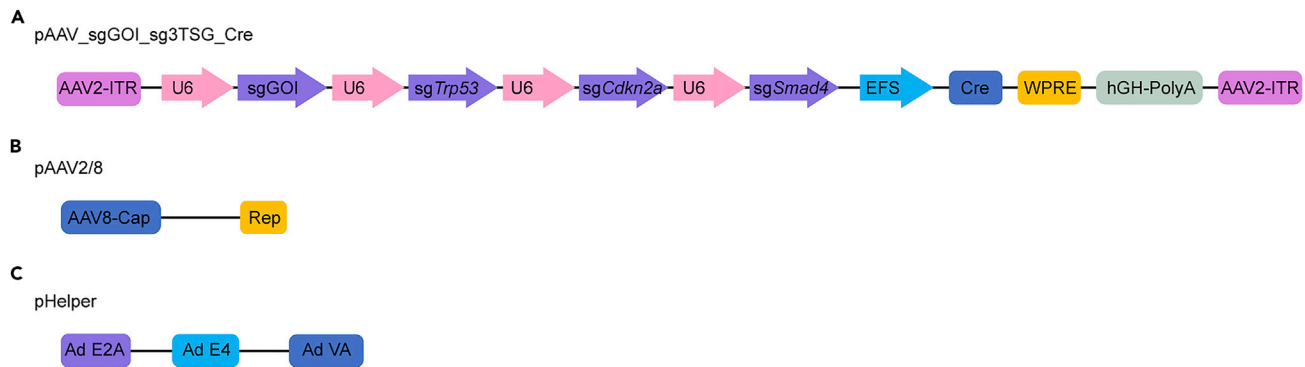 A
pAAV_sgGOI_sg3TSG_Cre
AAV2-ITR U6 sgGOI U6 sgTrp53 U6 sgCdkn2a U6 sgSmad4 EFS Cre WPRE hGH-PolyA AAV2-ITR
B
pAAV2/8
AAV8-Cap Rep
C
pHelper
Ad E2A Ad E4 Ad VA